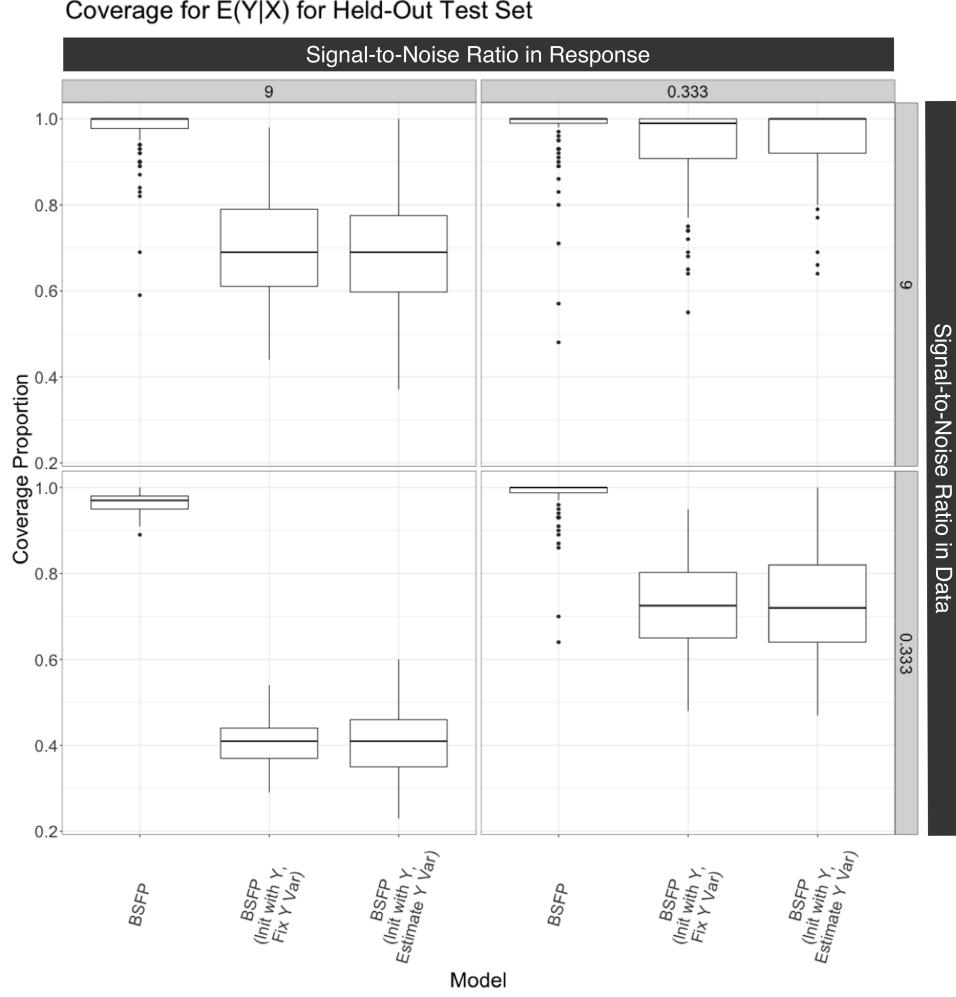 Coverage for E(Y|X) for Held-Out Test Set
Signal-to-Noise Ratio in Response
9
0.333
1.0
0.8
0.6
0.4
0.2
9
1.0
0.8
0.6
0.4
0.2
0.333
Coverage Proportion
Signal-to-Noise Ratio in Data
BSFP
BSFP
(Init with Y,
Fix Y Var)
BSFP
(Init with Y,
Estimate Y Var)
BSFP
BSFP
(Init with Y,
Fix Y Var)
BSFP
(Init with Y,
Estimate Y Var)
Model